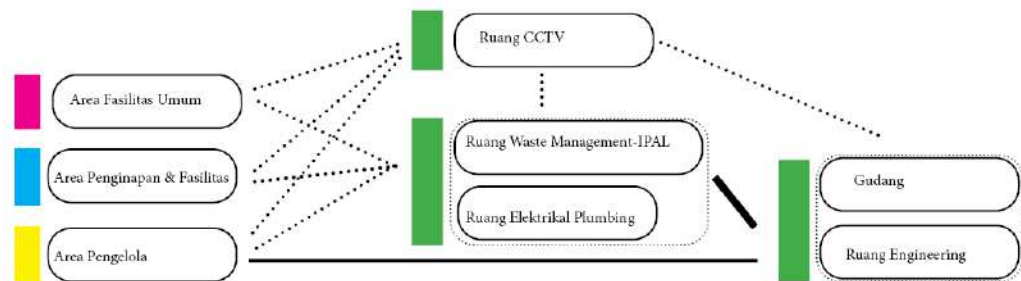 Ruang CCTV
Area Fasilitas Umum
Ruang Waste Management-IPAL
Area Penginapan & Fasilitas
Gudang
Ruang Elektrikal Plumbing
Area Pengelola
Ruang Engineering